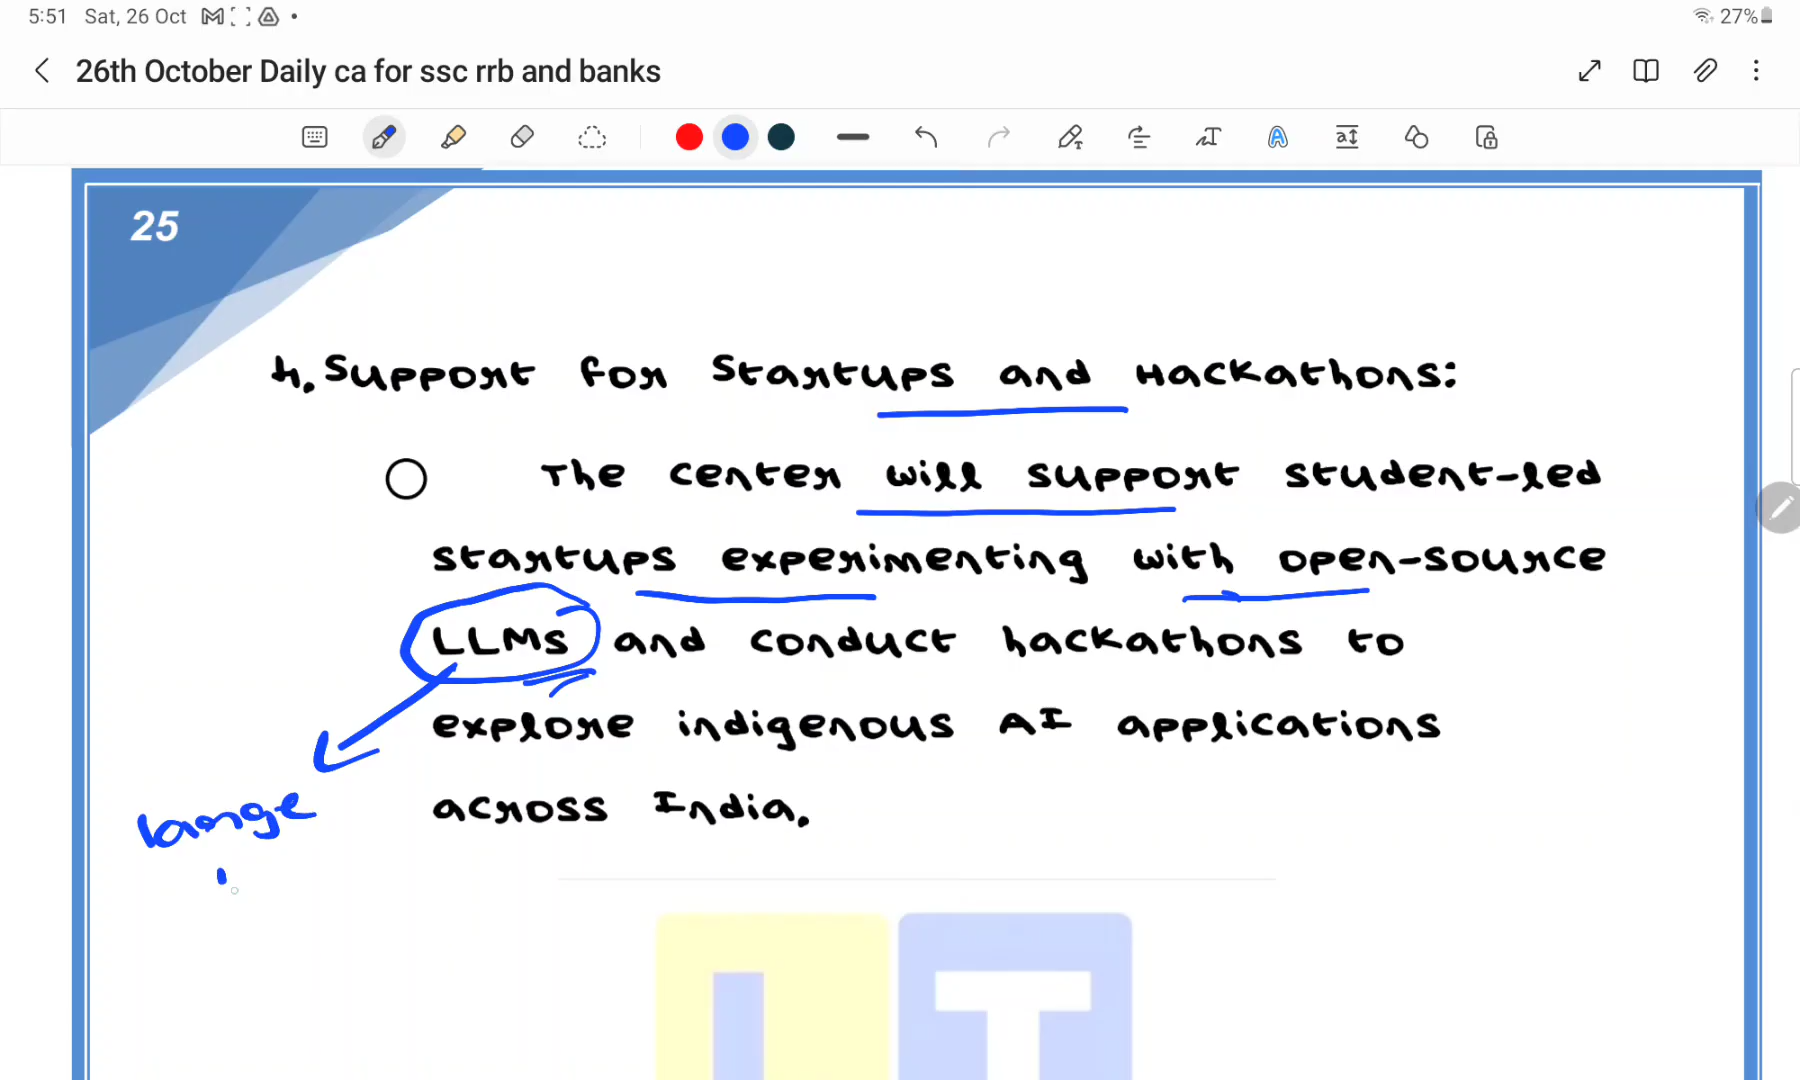 5:51 Sat, 26 Oct
27%
26th October Daily ca for ssc rrb and banks
25
4. Support for Startups and Hackathons:
The center will support student-led
startups experimenting with open-source
LLMs and conduct hackathons to
explore indigenous AI applications
across India.
Large
IT